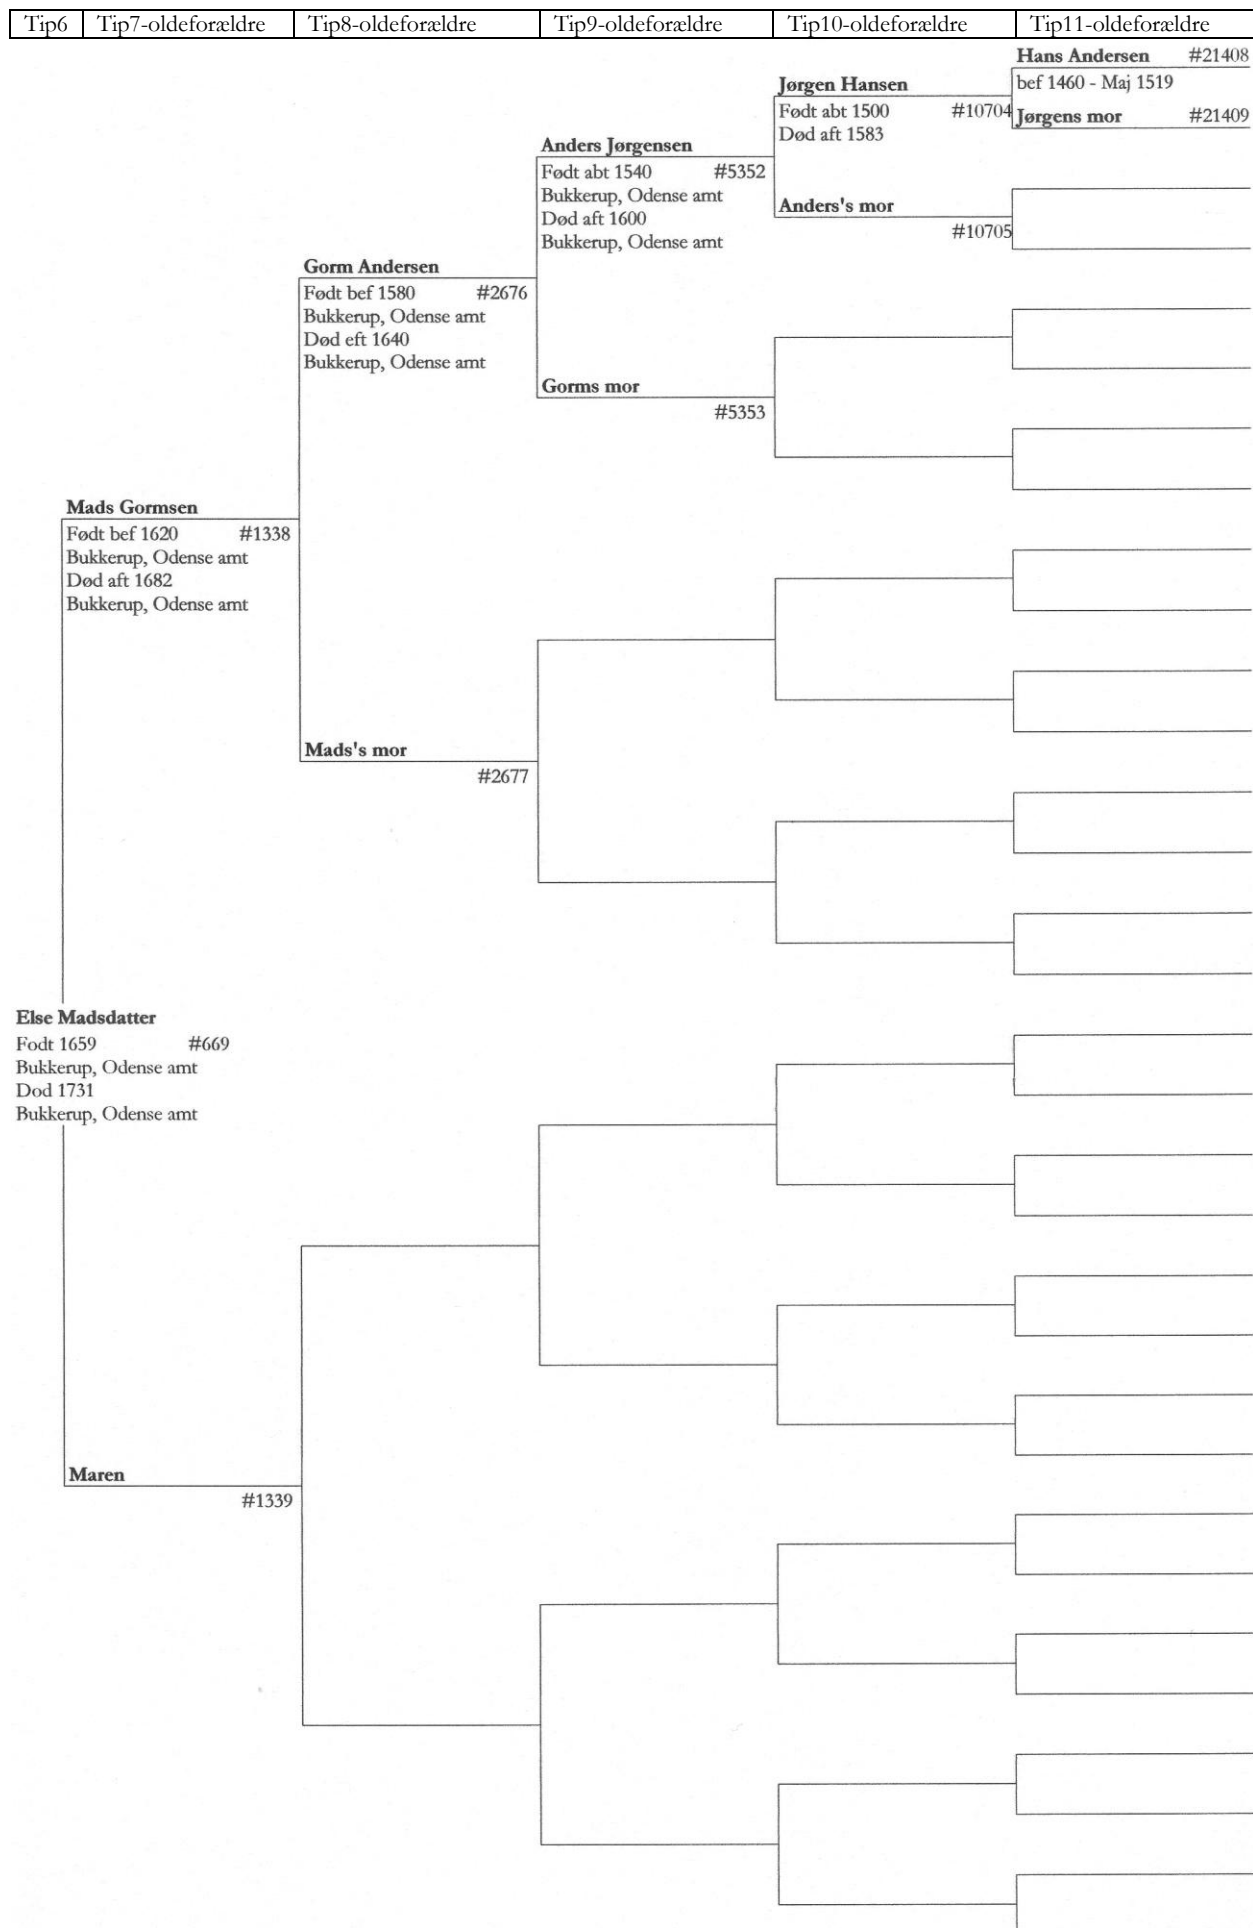 Tip6 Tip7-oldeforældre Tip8-oldeforældre Tip9-oldeforældre Tip10-oldeforældre Tip11-oldeforældre
Hans Andersen #21408
bef 1460 - Maj 1519
Jørgens mor #21409
Jørgen Hansen
Født abt 1500 #10704
Død aft 1583
Anders's mor
#10705
Anders Jørgensen
Født abt 1540 #5352
Bukkerup, Odense amt
Død aft 1600
Bukkerup, Odense amt
Gorms mor
#5353
Gorm Andersen
Født bef 1580 #2676
Bukkerup, Odense amt
Død eft 1640
Bukkerup, Odense amt
Mads's mor
#2677
Mads Gormsen
Født bef 1620 #1338
Bukkerup, Odense amt
Død aft 1682
Bukkerup, Odense amt
Else Madsdatter
Fodt 1659 #669
Bukkerup, Odense amt
Dod 1731
Bukkerup, Odense amt
Maren
#1339